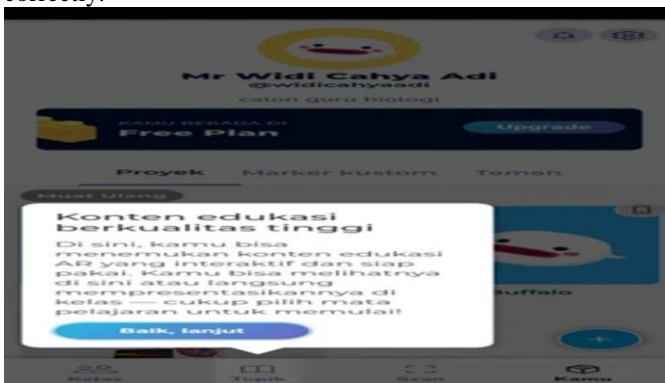 correctly.
Mr Widi Cahya Adi
@widicahyaadi
calon guru biologi
KAMU BERADA DI
Free Plan
Upgrade
Proyek Marker kustom Teman
Muat Ulang
Konten edukasi
berkualitas tinggi
Di sini, kamu bisa
menemukan konten edukasi
AR yang interaktif dan siap
pakai. Kamu bisa melihatnya
di sini atau langsung
mempresentasikannya di
kelas — cukup pilih mata
pelajaran untuk memulai!
Baik, lanjut
Buffalo
Kelas Topik Scan Kamu